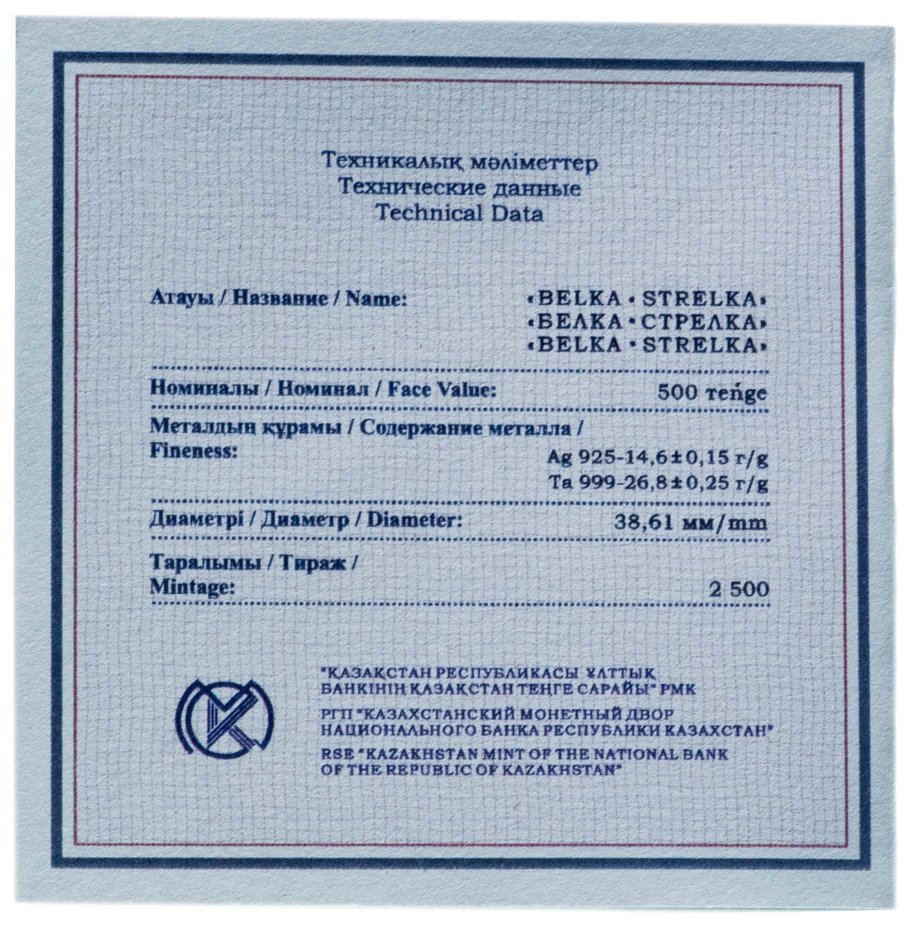 Техникалық мәліметтер
Технические данные
Technical Data
Атауы / Название / Name:
«BELKA • STRELKA»
«БЕЛКА • СТРЕЛКА»
«BELKA • STRELKA»
Номиналы / Номинал / Face Value: 500 теńge
Металдың құрамы / Содержание металла /
Fineness:
Ag 925-14,6±0,15 г/g
Ta 999-26,8±0,25 г/g
Диаметрі / Диаметр / Diameter: 38,61 мм/mm
Таралымы / Тираж /
Mintage: 2 500
"ҚАЗАҚСТАН РЕСПУБЛИКАСЫ ҰЛТТЫҚ
БАНКІНІҢ ҚАЗАҚСТАН ТЕҢГЕ САРАЙЫ" РМК
РГП "КАЗАХСТАНСКИЙ МОНЕТНЫЙ ДВОР
НАЦИОНАЛЬНОГО БАНКА РЕСПУБЛИКИ КАЗАХСТАН"
RSE "KAZAKHSTAN MINT OF THE NATIONAL BANK
OF THE REPUBLIC OF KAZAKHSTAN"